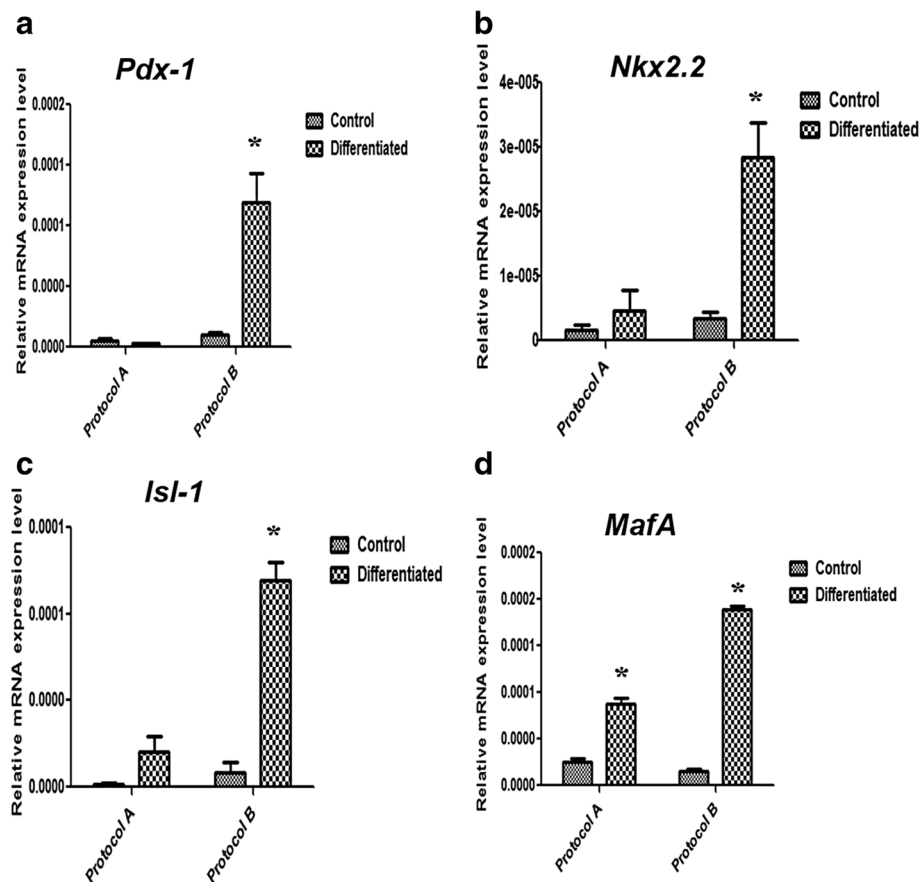 a
Pdx-1
Relative mRNA expression level
0.0002
0.0001
0.0001
0.0000
0.0000
Control
Differentiated
*
Protocol A
Protocol B
b
Nkx2.2
Relative mRNA expression level
4e-005
3e-005
2e-005
1e-005
0
Control
Differentiated
*
Protocol A
Protocol B
c
Isl-1
Relative mRNA expression level
0.0001
0.0001
0.0000
0.0000
Control
Differentiated
*
Protocol A
Protocol B
d
MafA
Relative mRNA expression level
0.0002
0.0002
0.0001
0.0001
0.0000
0.0000
Control
Differentiated
*
*
Protocol A
Protocol B